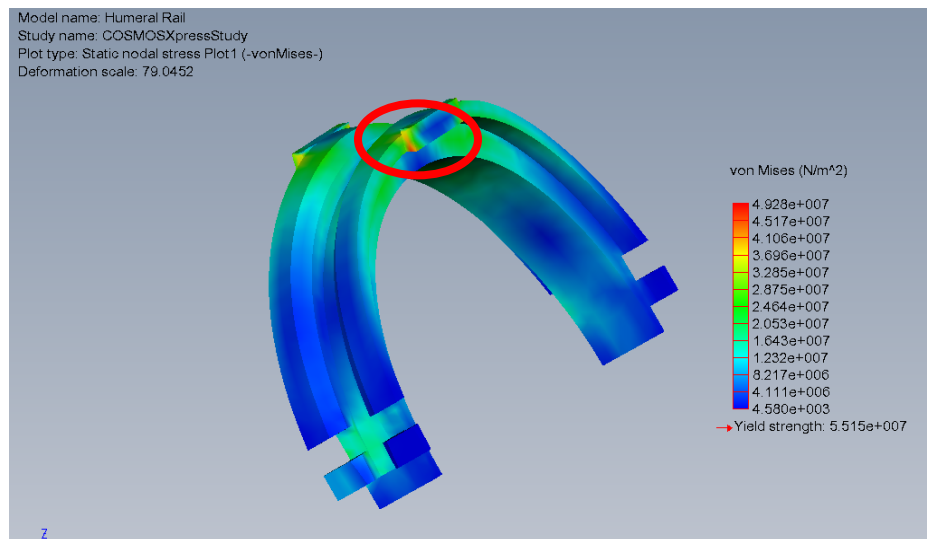 Model name: Humeral Rail
Study name: COSMOSXpressStudy
Plot type: Static nodal stress Plot1 (-vonMises-)
Deformation scale: 79.0452
von Mises (N/m^2)
4.928e+007
4.517e+007
4.106e+007
3.696e+007
3.285e+007
2.875e+007
2.464e+007
2.053e+007
1.643e+007
1.232e+007
8.217e+006
4.111e+006
4.580e+003
Yield strength: 5.515e+007
Z